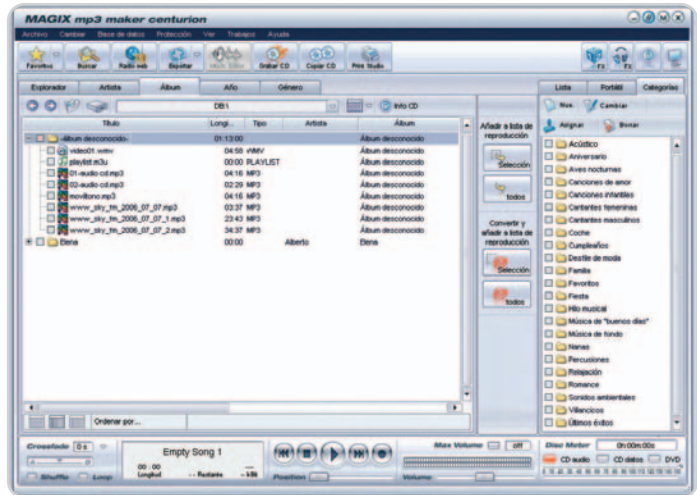 MAGIX mp3 maker centurion
Archivo Cambiar Base de datos Protección Ver Trabajos Ayuda
Favoritos Buscar Radio web Exportar Grabar CD Copiar CD Print Studio FX FX
Explorador Artista Álbum Año Género
DB:\ Info CD
Título Longi... Tipo Artista Álbum
-Álbum desconocido- 01:13:00 Álbum desconocido
video01.wmv 04:58 WMV Álbum desconocido
playlist.m3u 00:00 PLAYLIST Álbum desconocido
01-audio cd.mp3 04:16 MP3 Álbum desconocido
02-audio cd.mp3 02:29 MP3 Álbum desconocido
moviltono.mp3 04:16 MP3 Álbum desconocido
www_sky_fm_2006_07_07.mp3 03:37 MP3 Álbum desconocido
www_sky_fm_2006_07_07_1.mp3 23:43 MP3 Álbum desconocido
www_sky_fm_2006_07_07_2.mp3 34:37 MP3 Álbum desconocido
Elena 00:00 Alberto Elena
Ordenar por...
Añadir a lista de
reproducción
Selección
todos
Convertir y
añadir a lista de
reproducción
Selección
todos
Lista Portátil Categorías
Nue. Cambiar
Asignar Borrar
Acústico
Aniversario
Aves nocturnas
Canciones de amor
Canciones infantiles
Cantantes femeninas
Cantantes masculinos
Coche
Cumpleaños
Desfile de moda
Familia
Favoritos
Fiesta
Hilo musical
Música de "buenos días"
Música de fondo
Nanas
Percusiones
Relajación
Romance
Sonidos ambientales
Villancicos
Últimos éxitos
Crossfade 0 s
Shuffle Loop
Empty Song 1
00 : 00
Longitud -- Restante - kBit
Position
Max Volume off
Volume
Disc Meter 0h:00m:00s
CD audio CD datos DVD